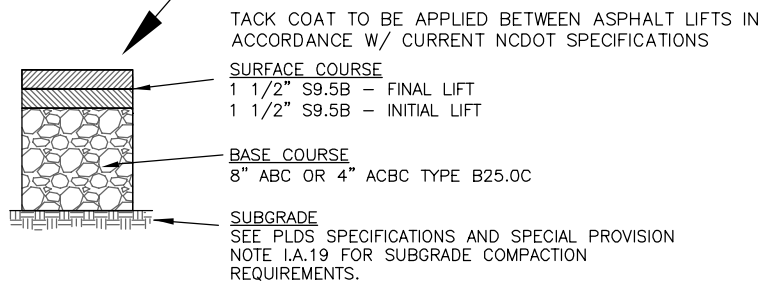 TACK COAT TO BE APPLIED BETWEEN ASPHALT LIFTS IN
ACCORDANCE W/ CURRENT NCDOT SPECIFICATIONS
SURFACE COURSE
1 1/2" S9.5B – FINAL LIFT
1 1/2" S9.5B – INITIAL LIFT
BASE COURSE
8" ABC OR 4" ACBC TYPE B25.0C
SUBGRADE
SEE PLDS SPECIFICATIONS AND SPECIAL PROVISION
NOTE I.A.19 FOR SUBGRADE COMPACTION
REQUIREMENTS.